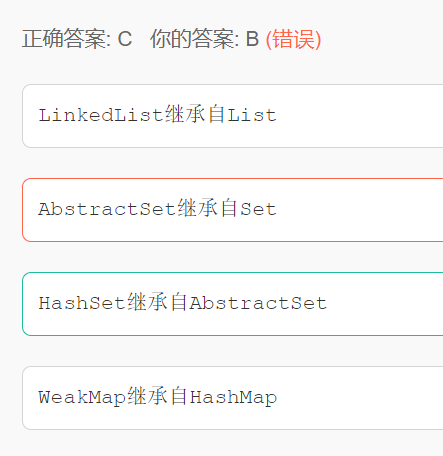 正确答案: C 你的答案: B (错误)
LinkedList继承自List
AbstractSet继承自Set
HashSet继承自AbstractSet
WeakMap继承自HashMap